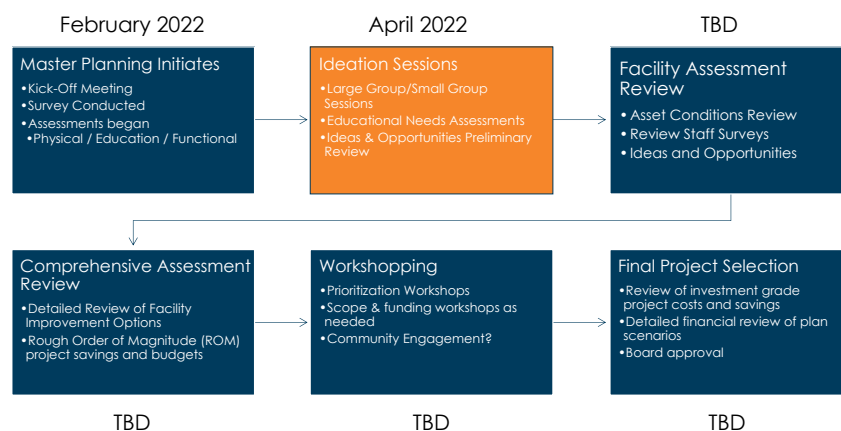 February 2022
April 2022
TBD
Master Planning Initiates
•Kick-Off Meeting
•Survey Conducted
•Assessments began
•Physical / Education / Functional
Ideation Sessions
•Large Group/Small Group
Sessions
•Educational Needs Assessments
•Ideas & Opportunities Preliminary
Review
Facility Assessment
Review
• Asset Conditions Review
• Review Staff Surveys
• Ideas and Opportunities
Comprehensive Assessment
Review
•Detailed Review of Facility
Improvement Options
•Rough Order of Magnitude (ROM)
project savings and budgets
Workshopping
•Prioritization Workshops
•Scope & funding workshops as
needed
•Community Engagement?
Final Project Selection
•Review of investment grade
project costs and savings
•Detailed financial review of plan
scenarios
•Board approval
TBD
TBD
TBD